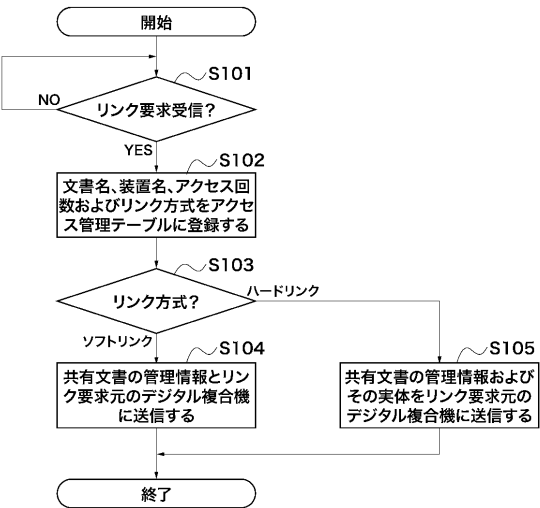 開始
S101
リンク要求受信？
NO
YES
S102
文書名、装置名、アクセス回
数およびリンク方式をアクセ
ス管理テーブルに登録する
S103
リンク方式？
ハードリンク
ソフトリンク
S104
共有文書の管理情報とリン
ク要求元のデジタル複合機
に送信する
S105
共有文書の管理情報および
その実体をリンク要求元の
デジタル複合機に送信する
終了